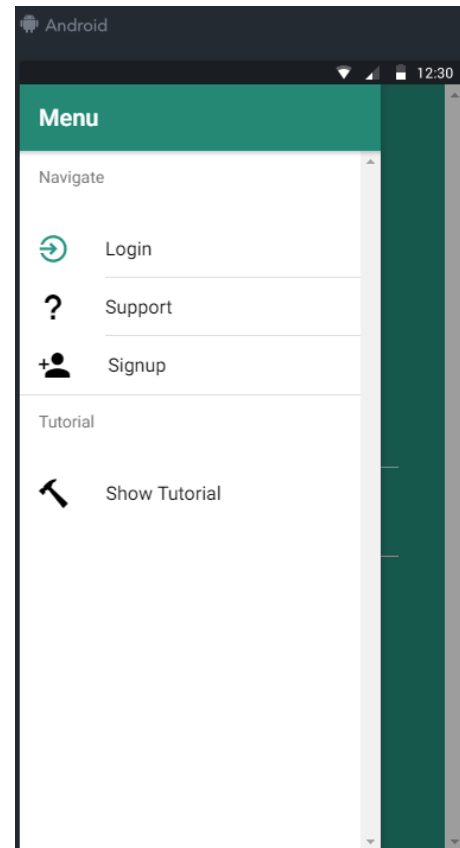 Android
12:30
Menu
Navigate
Login
Support
Signup
Tutorial
Show Tutorial